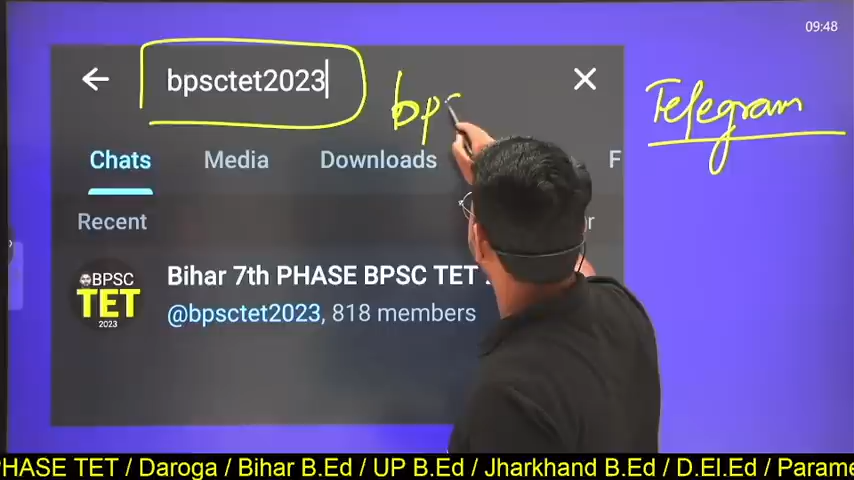 09:48
bpsctet2023
bps
Telegram
Chats Media Downloads F
Recent
BPSC
TET
2023
Bihar 7th PHASE BPSC TET
@bpsctet2023, 818 members
PHASE TET / Daroga / Bihar B.Ed / UP B.Ed / Jharkhand B.Ed / D.El.Ed / Parame